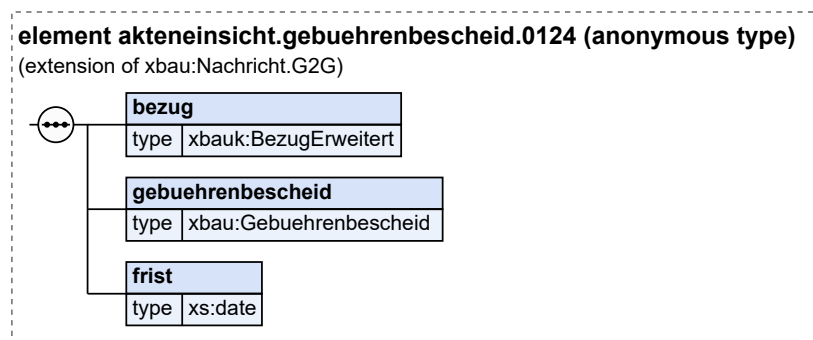 element akteneinsicht.gebuehrenbescheid.0124 (anonymous type)
(extension of xbau:Nachricht.G2G)
bezug
type xbauk:BezugErweitert
gebuehrenbescheid
type xbau:Gebuehrenbescheid
frist
type xs:date